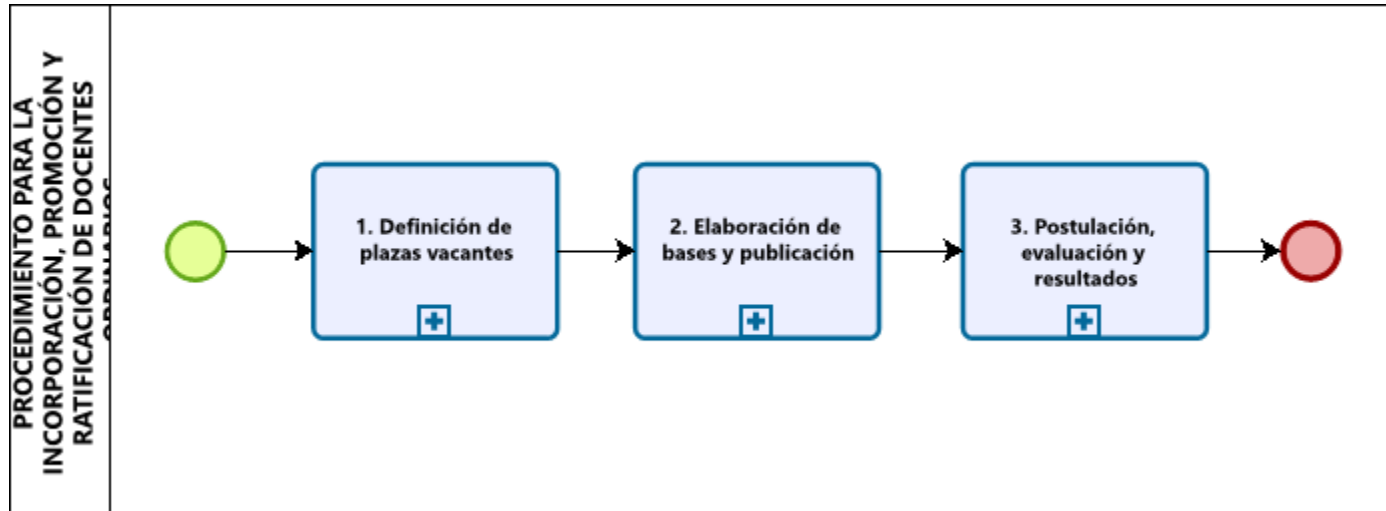 PROCEDIMIENTO PARA LA
INCORPORACIÓN, PROMOCIÓN Y
RATIFICACIÓN DE DOCENTES
1. Definición de
plazas vacantes
2. Elaboración de
bases y publicación
3. Postulación,
evaluación y
resultados